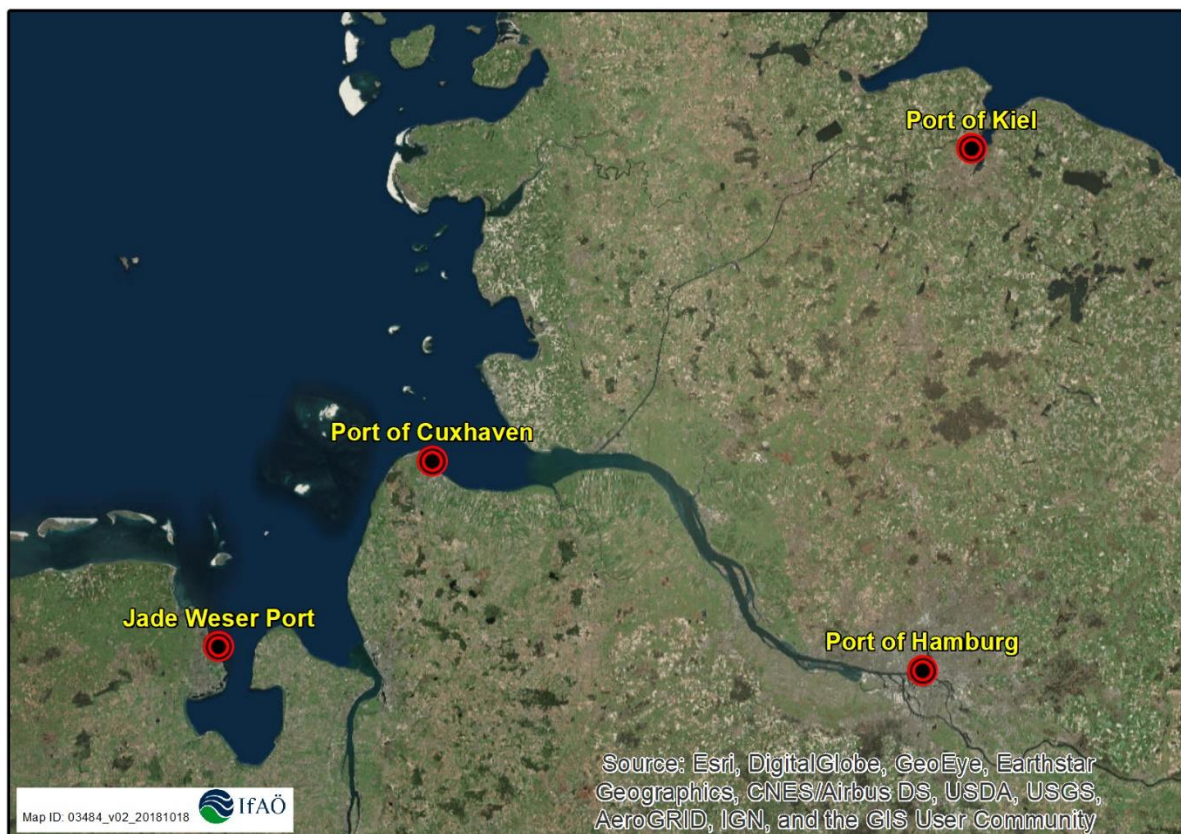 Port of Kiel
Port of Cuxhaven
Jade Weser Port
Port of Hamburg
Source: Esri, DigitalGlobe, GeoEye, Earthstar
Geographics, CNES/Airbus DS, USDA, USGS,
AeroGRID, IGN, and the GIS User Community
Map ID: 03484_v02_20181018
IfAÖ